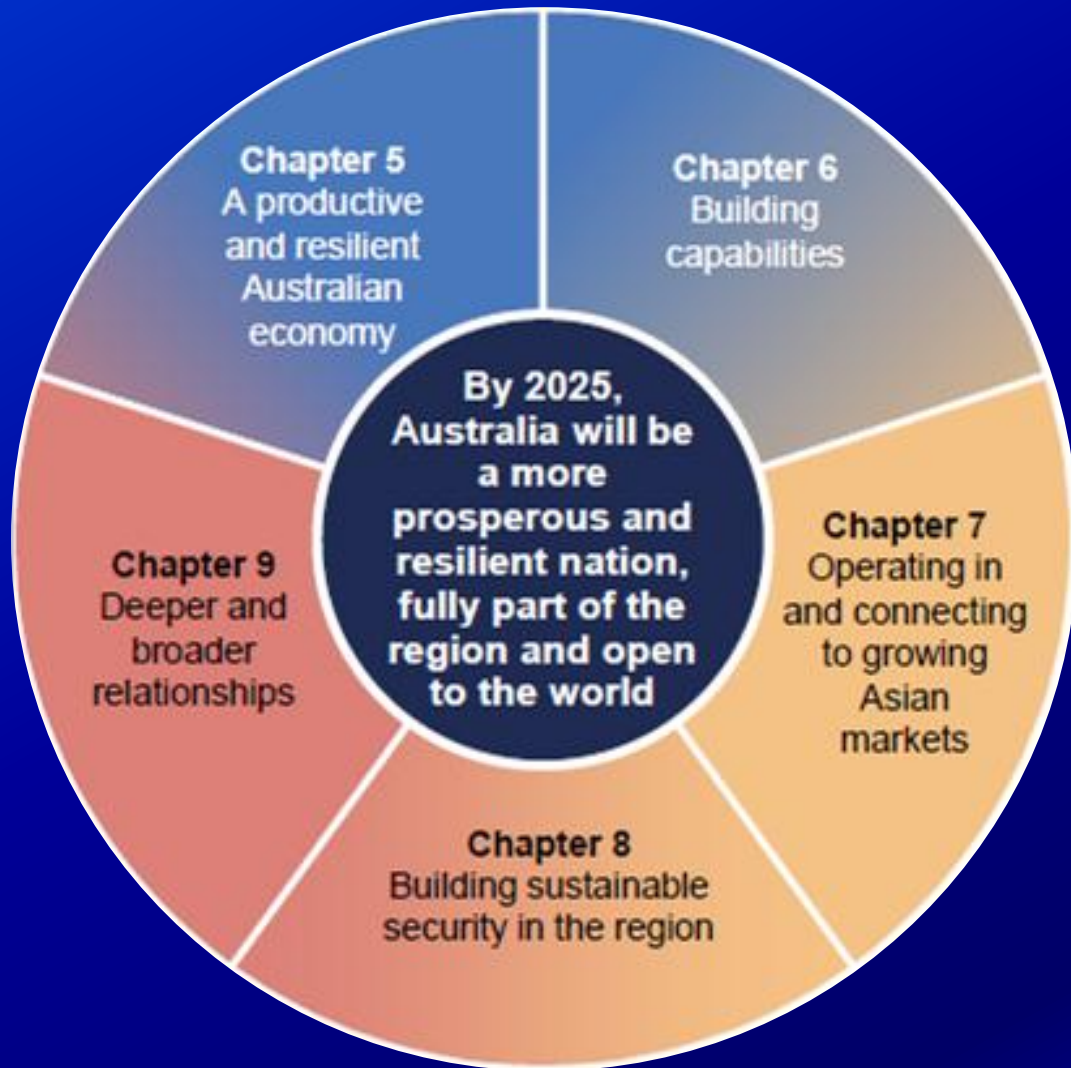 Chapter 5
A productive
and resilient
Australian
economy
Chapter 6
Building
capabilities
By 2025,
Australia will be
a more
prosperous and
resilient nation,
fully part of the
region and open
to the world
Chapter 7
Operating in
and connecting
to growing
Asian
markets
Chapter 9
Deeper and
broader
relationships
Chapter 8
Building sustainable
security in the region